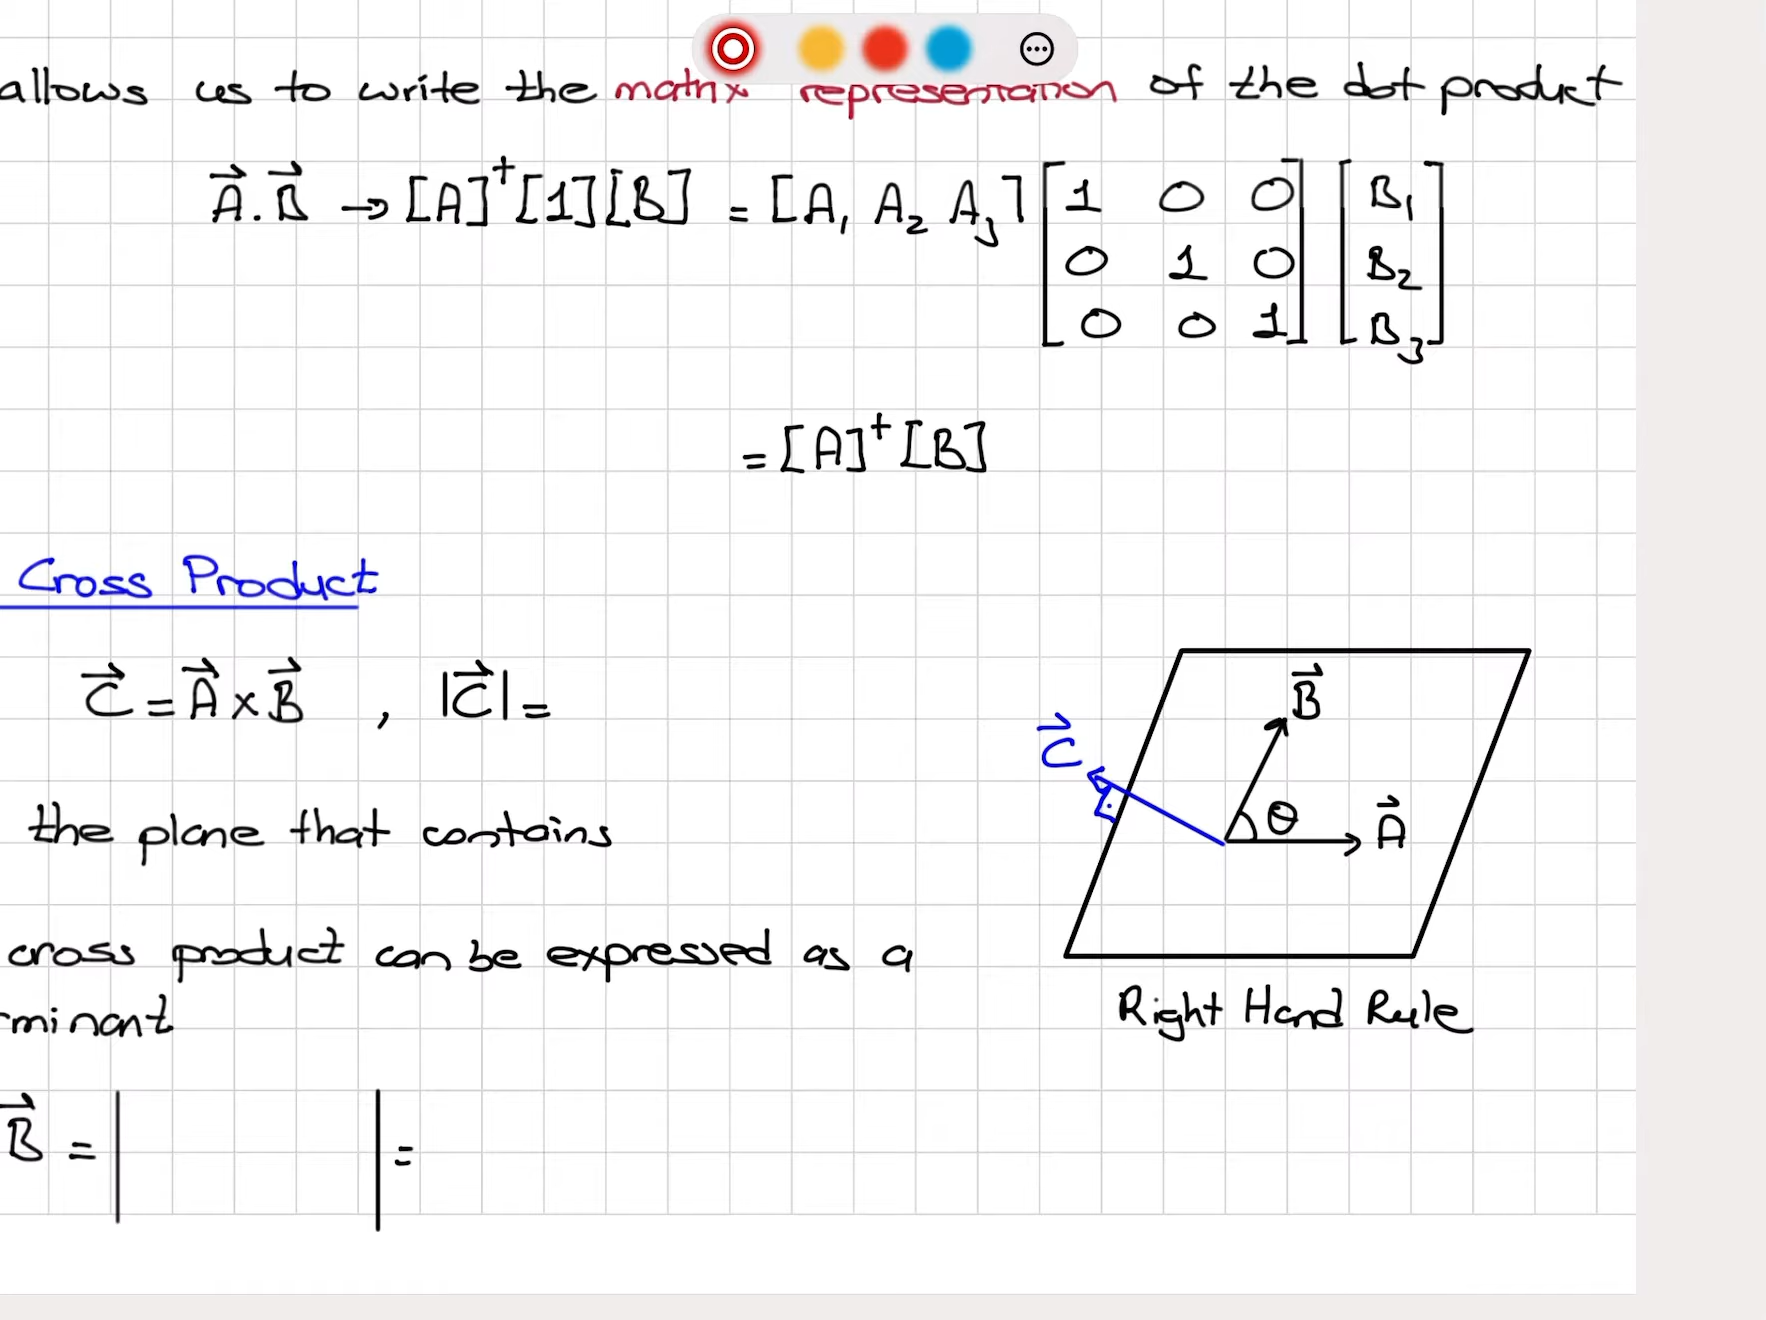 allows us to write the matrix representation of the dot product
A⃗.B⃗ → [A]ᵗ[1][B] = [A₁ A₂ A₃] [1 0 0] [B₁]
0 1 0 B₂
0 0 1 B₃
= [A]ᵗ[B]
Cross Product
C⃗ = A⃗ x B⃗ , |C⃗| =
B⃗
C⃗
θ A⃗
the plane that contains
cross product can be expressed as a
Right Hand Rule
minant
B⃗ = | | =